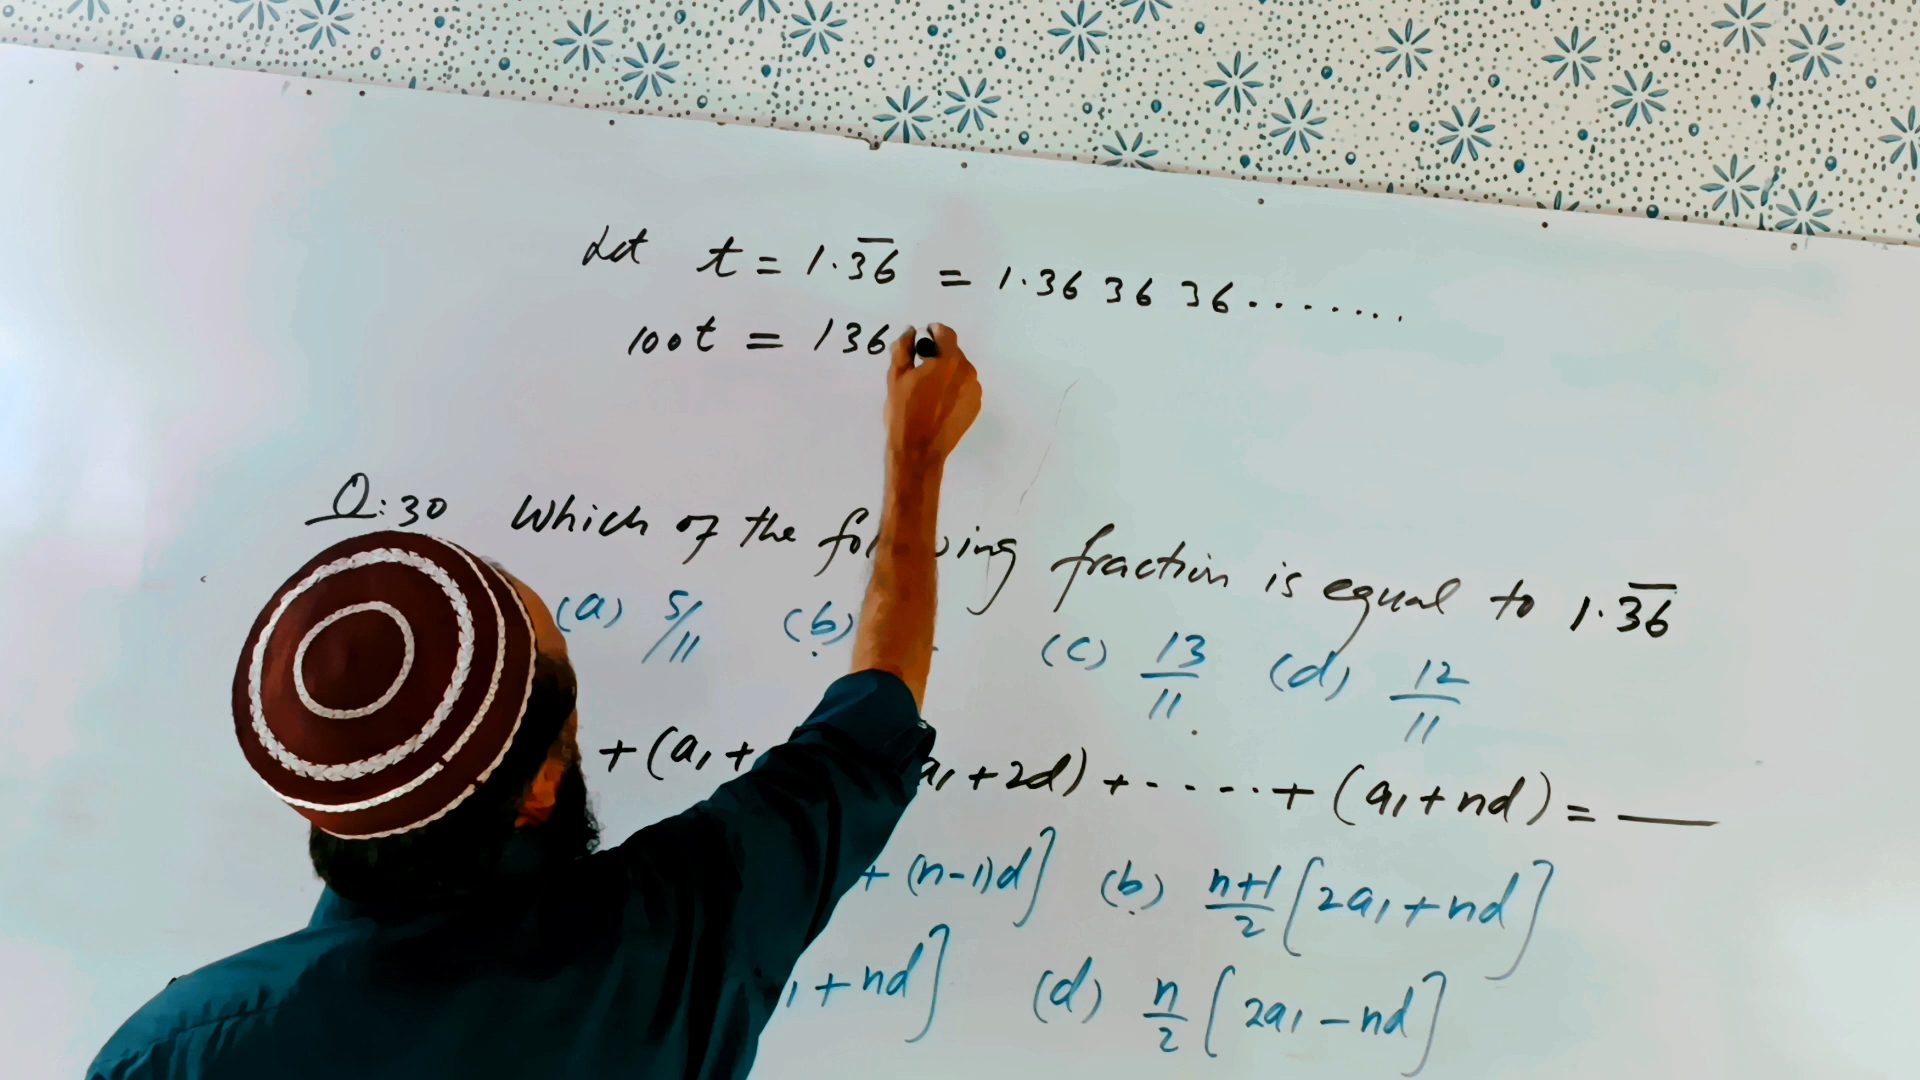 Let t = 1.3̅6̅ = 1.36 36 36.......
100t = 136
Q:30 Which of the following fraction is equal to 1.3̅6̅
(a) 5/11 (b) (c) 13/11 (d) 12/11
+(a₁+ a₁+2d)+.....+(a₁+nd)=___
+(n-1)d] (b) n+1/2[2a₁+nd]
₁+nd] (d) n/2[2a₁-nd]